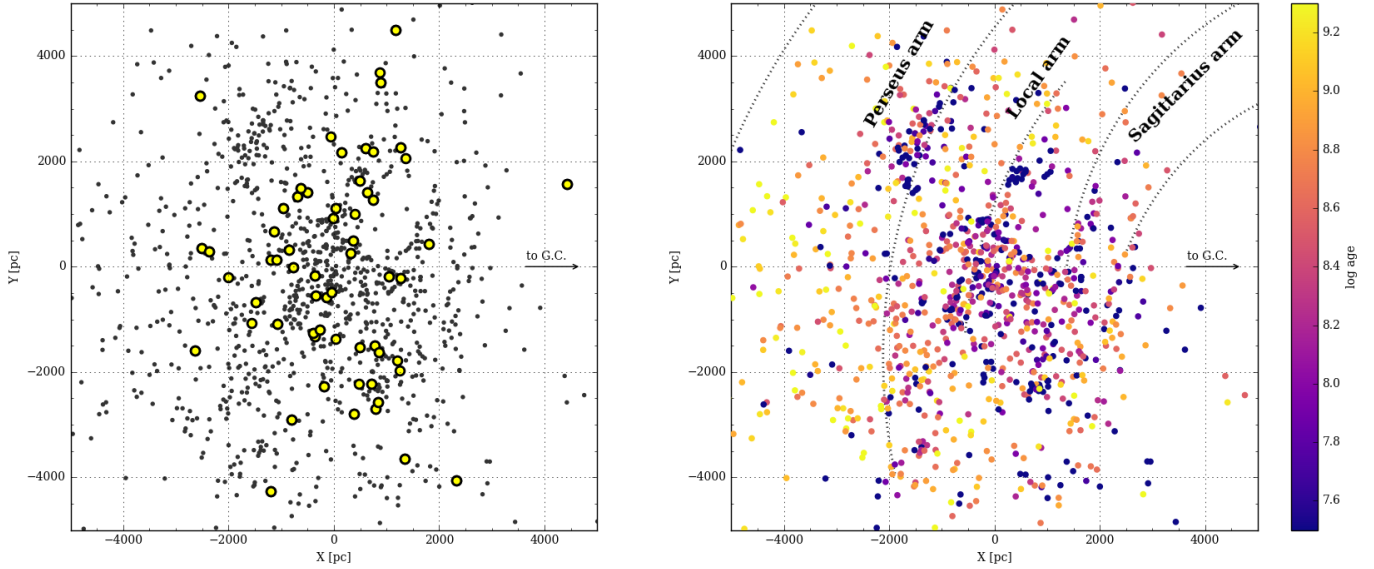 4000
2000
0
−2000
−4000
Y [pc]
to G.C.
−4000
−2000
0
2000
4000
X [pc]
4000
2000
0
−2000
−4000
Y [pc]
Perseus arm
Local arm
Sagittarius arm
to G.C.
−4000
−2000
0
2000
4000
X [pc]
9.2
9.0
8.8
8.6
8.4
8.2
8.0
7.8
7.6
log age